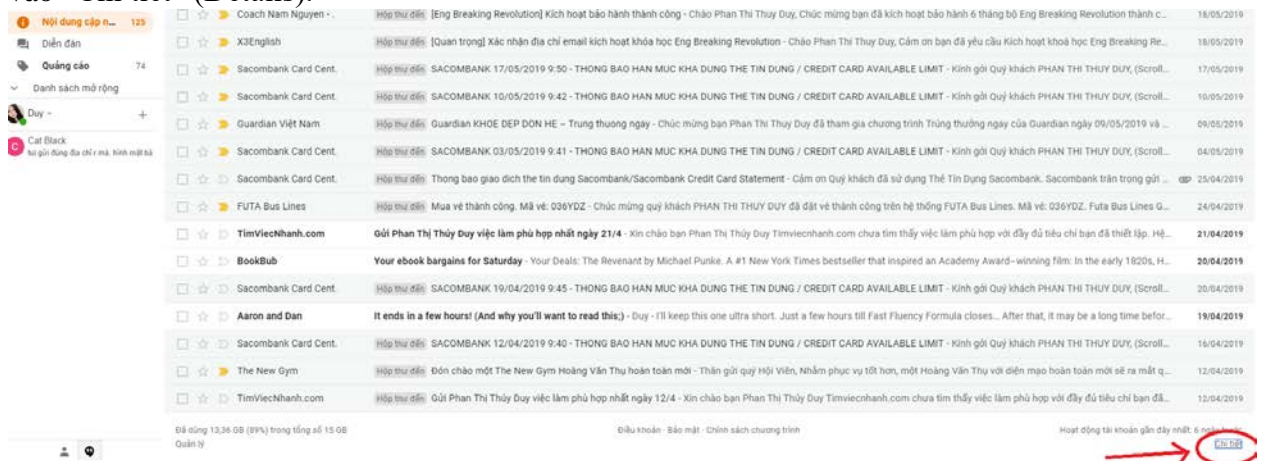 vào "Chi tiết" (Details).
Nội dung cập n... 125
Diễn đàn
Quảng cáo 74
Danh sách mở rộng
Duy -
Cat Black
tui gửi đúng địa chỉ r mà. hình mặt bà
Coach Nam Nguyen - . Hộp thư đến [Eng Breaking Revolution] Kích hoạt bảo hành thành công - Chào Phan Thi Thuy Duy, Chúc mừng bạn đã kích hoạt bảo hành 6 tháng bộ Eng Breaking Revolution thành c... 18/05/2019
X3English Hộp thư đến [Quan trọng] Xác nhận địa chỉ email kích hoạt khóa học Eng Breaking Revolution - Chào Phan Thi Thuy Duy, Cám ơn bạn đã yêu cầu Kích hoạt khoá học Eng Breaking Re... 18/05/2019
Sacombank Card Cent. Hộp thư đến SACOMBANK 17/05/2019 9:50 - THONG BAO HAN MUC KHA DUNG THE TIN DUNG / CREDIT CARD AVAILABLE LIMIT - Kính gởi Quý khách PHAN THI THUY DUY, (Scroll... 17/05/2019
Sacombank Card Cent. Hộp thư đến SACOMBANK 10/05/2019 9:42 - THONG BAO HAN MUC KHA DUNG THE TIN DUNG / CREDIT CARD AVAILABLE LIMIT - Kính gởi Quý khách PHAN THI THUY DUY, (Scroll... 10/05/2019
Guardian Việt Nam Hộp thư đến Guardian KHOE DEP DON HE – Trung thuong ngay - Chúc mừng bạn Phan Thi Thuy Duy đã tham gia chương trình Trúng thưởng ngay của Guardian ngày 09/05/2019 và ... 09/05/2019
Sacombank Card Cent. Hộp thư đến SACOMBANK 03/05/2019 9:41 - THONG BAO HAN MUC KHA DUNG THE TIN DUNG / CREDIT CARD AVAILABLE LIMIT - Kính gởi Quý khách PHAN THI THUY DUY, (Scroll... 04/05/2019
Sacombank Card Cent. Hộp thư đến Thong bao giao dich the tin dung Sacombank/Sacombank Credit Card Statement - Cảm ơn Quý khách đã sử dụng Thẻ Tín Dụng Sacombank. Sacombank trân trọng gửi ... 25/04/2019
FUTA Bus Lines Hộp thư đến Mua vé thành công. Mã vé: 036YDZ - Chúc mừng quý khách PHAN THI THUY DUY đã đặt vé thành công trên hệ thống FUTA Bus Lines. Mã vé: 036YDZ. Futa Bus Lines G... 24/04/2019
TimViecNhanh.com Gửi Phan Thị Thúy Duy việc làm phù hợp nhất ngày 21/4 - Xin chào bạn Phan Thị Thúy Duy Timviecnhanh.com chưa tìm thấy việc làm phù hợp với đầy đủ tiêu chí bạn đã thiết lập. Hệ... 21/04/2019
BookBub Your ebook bargains for Saturday - Your Deals: The Revenant by Michael Punke. A #1 New York Times bestseller that inspired an Academy Award–winning film: In the early 1820s, H... 20/04/2019
Sacombank Card Cent. Hộp thư đến SACOMBANK 19/04/2019 9:45 - THONG BAO HAN MUC KHA DUNG THE TIN DUNG / CREDIT CARD AVAILABLE LIMIT - Kính gởi Quý khách PHAN THI THUY DUY, (Scroll... 20/04/2019
Aaron and Dan It ends in a few hours! (And why you'll want to read this;) - Duy - I'll keep this one ultra short. Just a few hours till Fast Fluency Formula closes... After that, it may be a long time befor... 19/04/2019
Sacombank Card Cent. Hộp thư đến SACOMBANK 12/04/2019 9:40 - THONG BAO HAN MUC KHA DUNG THE TIN DUNG / CREDIT CARD AVAILABLE LIMIT - Kính gởi Quý khách PHAN THI THUY DUY, (Scroll... 16/04/2019
The New Gym Hộp thư đến Đón chào một The New Gym Hoàng Văn Thụ hoàn toàn mới - Thân gửi quý Hội Viên, Nhằm phục vụ tốt hơn, một Hoàng Văn Thụ với diện mạo hoàn toàn mới sẽ ra mắt q... 12/04/2019
TimViecNhanh.com Hộp thư đến Gửi Phan Thị Thúy Duy việc làm phù hợp nhất ngày 12/4 - Xin chào bạn Phan Thị Thúy Duy Timviecnhanh.com chưa tìm thấy việc làm phù hợp với đầy đủ tiêu chí bạn đã... 12/04/2019
Đã dùng 13,36 GB (89%) trong tổng số 15 GB
Quản lý
Điều khoản · Bảo mật · Chính sách chương trình
Hoạt động tài khoản gần đây nhất: 6 ngày trước
Chi tiết